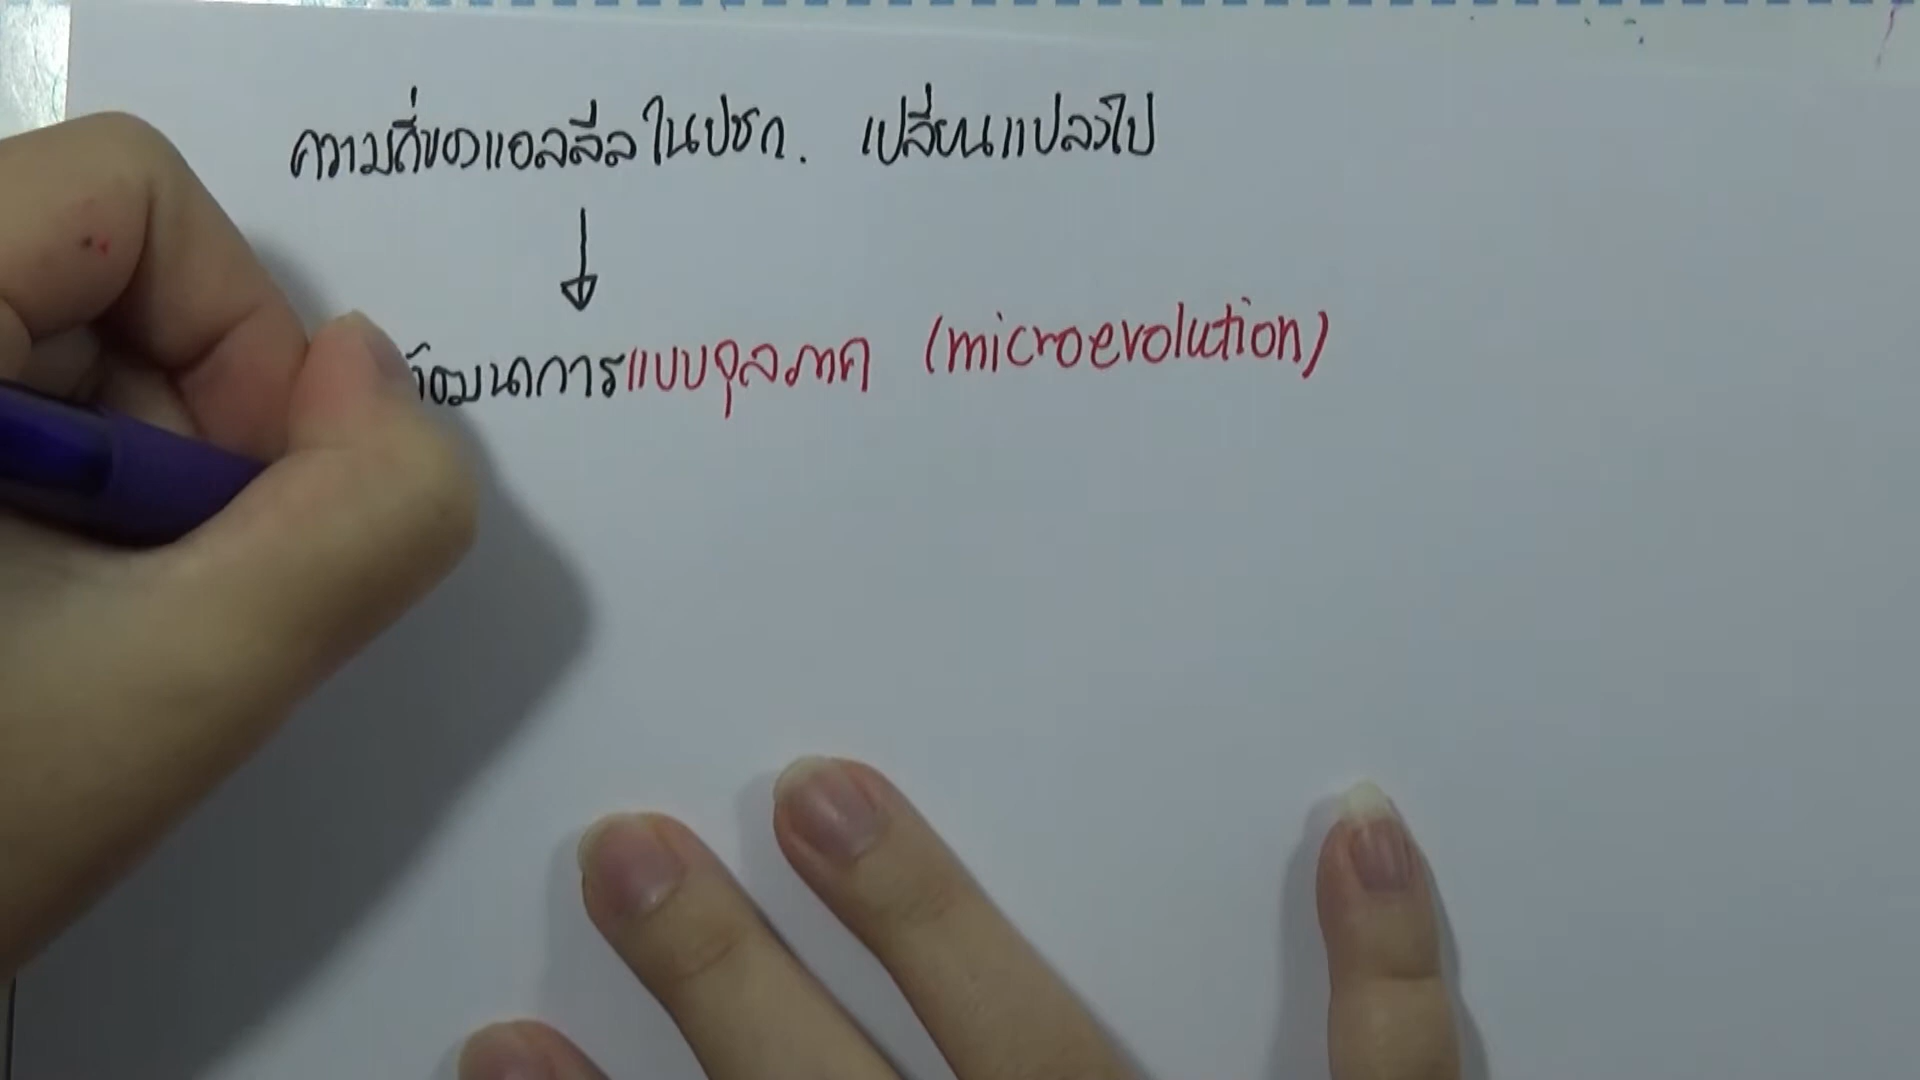 ความถี่ของแอลลีลในปชก. เปลี่ยนแปลงไป
วิวัฒนาการแบบจุลภาค (microevolution)